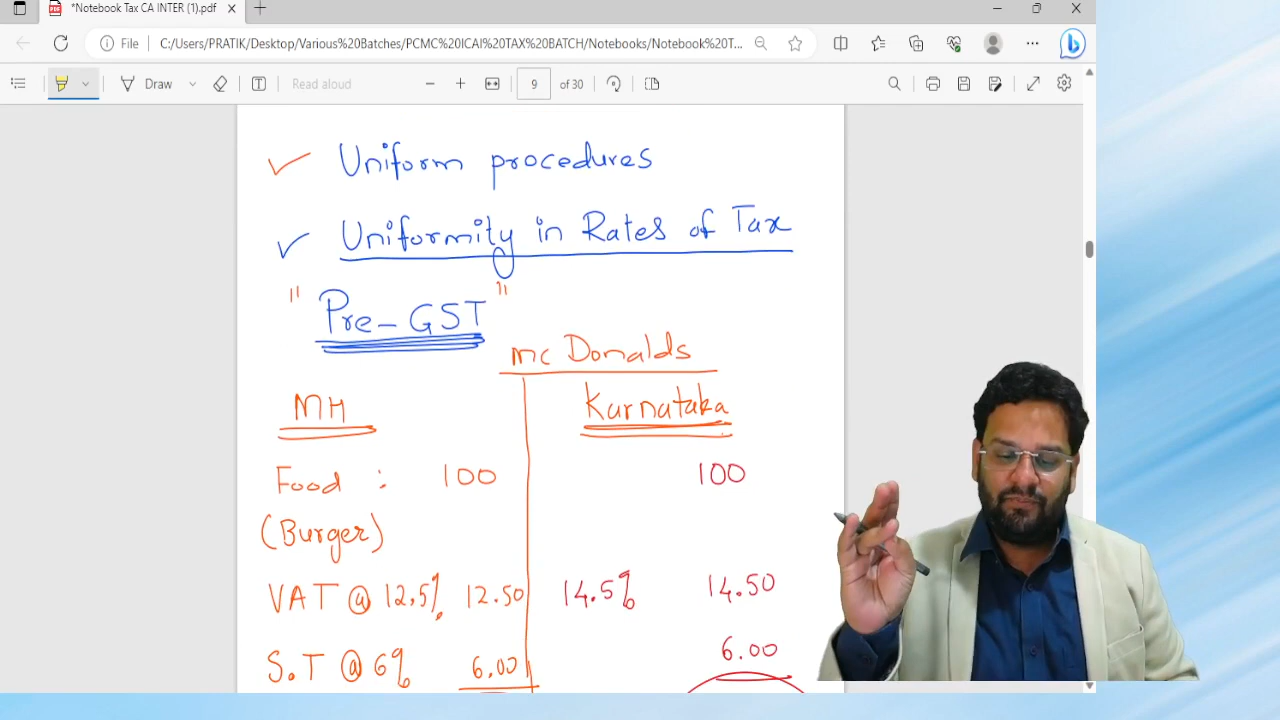 *Notebook Tax CA INTER (1).pdf
File C:/Users/PRATIK/Desktop/Various%20Batches/PCMC%20ICAI%20TAX%20BATCH/Notebooks/Notebook%20T...
Draw Read aloud 9 of 30
Uniform procedures
Uniformity in Rates of Tax
"Pre-GST"
Mc Donalds
MH Karnataka
Food : 100 100
(Burger)
VAT @ 12.5% 12.50 14.5% 14.50
S.T @ 6% 6.00 6.00